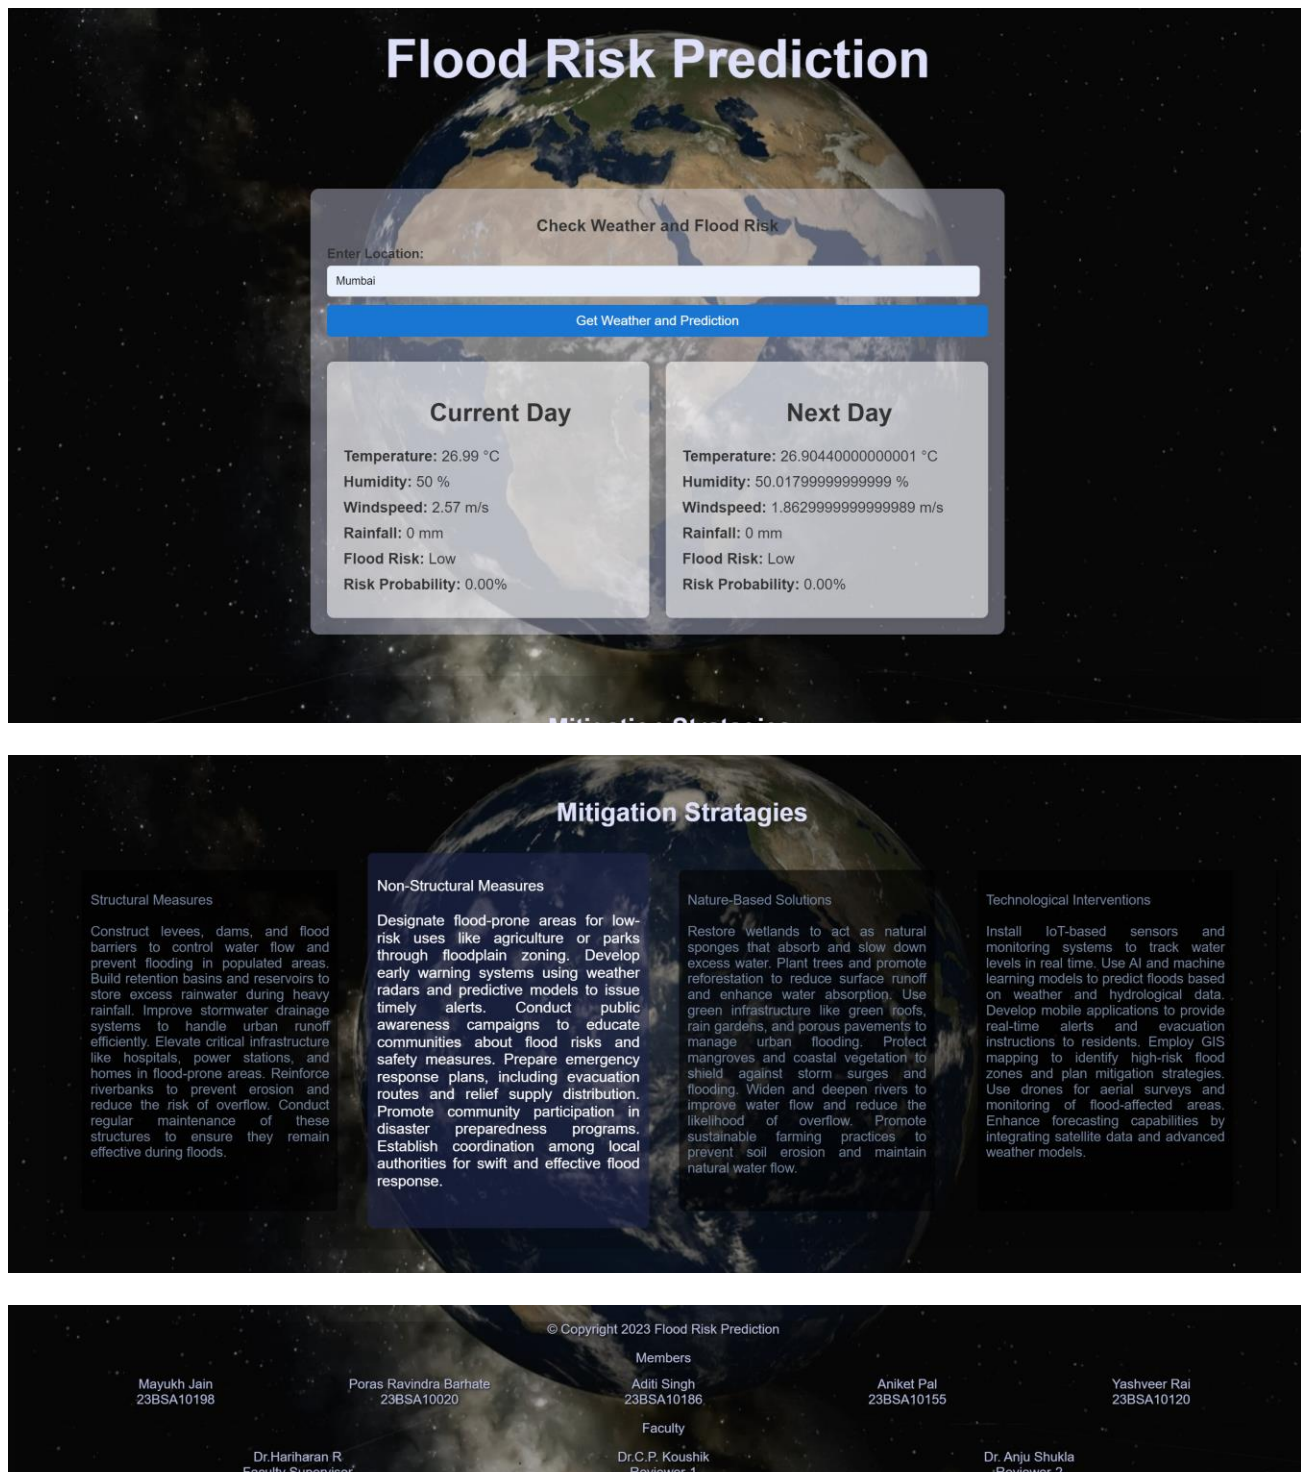 Flood Risk Prediction
Check Weather and Flood Risk
Enter Location:
Mumbai
Get Weather and Prediction
Current Day
Temperature: 26.99 °C
Humidity: 50 %
Windspeed: 2.57 m/s
Rainfall: 0 mm
Flood Risk: Low
Risk Probability: 0.00%
Next Day
Temperature: 26.90440000000001 °C
Humidity: 50.01799999999999 %
Windspeed: 1.8629999999999989 m/s
Rainfall: 0 mm
Flood Risk: Low
Risk Probability: 0.00%
Mitigation Stratagies
Mitigation Stratagies
Structural Measures
Construct levees, dams, and flood
barriers to control water flow and
prevent flooding in populated areas.
Build retention basins and reservoirs to
store excess rainwater during heavy
rainfall. Improve stormwater drainage
systems to handle urban runoff
efficiently. Elevate critical infrastructure
like hospitals, power stations, and
homes in flood-prone areas. Reinforce
riverbanks to prevent erosion and
reduce the risk of overflow. Conduct
regular maintenance of these
structures to ensure they remain
effective during floods.
Non-Structural Measures
Designate flood-prone areas for low-
risk uses like agriculture or parks
through floodplain zoning. Develop
early warning systems using weather
radars and predictive models to issue
timely alerts. Conduct public
awareness campaigns to educate
communities about flood risks and
safety measures. Prepare emergency
response plans, including evacuation
routes and relief supply distribution.
Promote community participation in
disaster preparedness programs.
Establish coordination among local
authorities for swift and effective flood
response.
Nature-Based Solutions
Restore wetlands to act as natural
sponges that absorb and slow down
excess water. Plant trees and promote
reforestation to reduce surface runoff
and enhance water absorption. Use
green infrastructure like green roofs,
rain gardens, and porous pavements to
manage urban flooding. Protect
mangroves and coastal vegetation to
shield against storm surges and
flooding. Widen and deepen rivers to
improve water flow and reduce the
likelihood of overflow. Promote
sustainable farming practices to
prevent soil erosion and maintain
natural water flow.
Technological Interventions
Install IoT-based sensors and
monitoring systems to track water
levels in real time. Use AI and machine
learning models to predict floods based
on weather and hydrological data.
Develop mobile applications to provide
real-time alerts and evacuation
instructions to residents. Employ GIS
mapping to identify high-risk flood
zones and plan mitigation strategies.
Use drones for aerial surveys and
monitoring of flood-affected areas.
Enhance forecasting capabilities by
integrating satellite data and advanced
weather models.
© Copyright 2023 Flood Risk Prediction
Members
Mayukh Jain
23BSA10198
Poras Ravindra Barhate
23BSA10020
Aditi Singh
23BSA10186
Aniket Pal
23BSA10155
Yashveer Rai
23BSA10120
Faculty
Dr.Hariharan R
Faculty Supervisor
Dr.C.P. Koushik
Reviewer 1
Dr. Anju Shukla
Reviewer 2